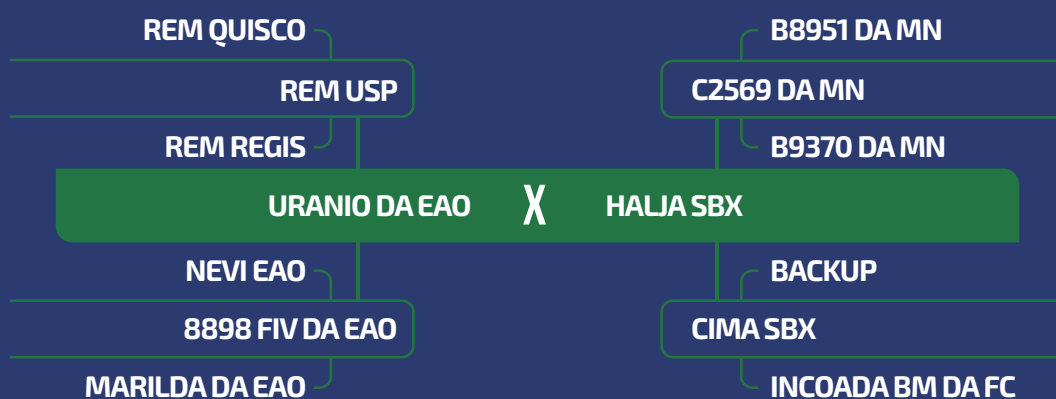 REM QUISCO
B8951 DA MN
REM USP
C2569 DA MN
REM REGIS
B9370 DA MN
URANIO DA EAO X HALJA SBX
NEVI EAO
BACKUP
8898 FIV DA EAO
CIMA SBX
MARILDA DA EAO
INCOADA BM DA FC